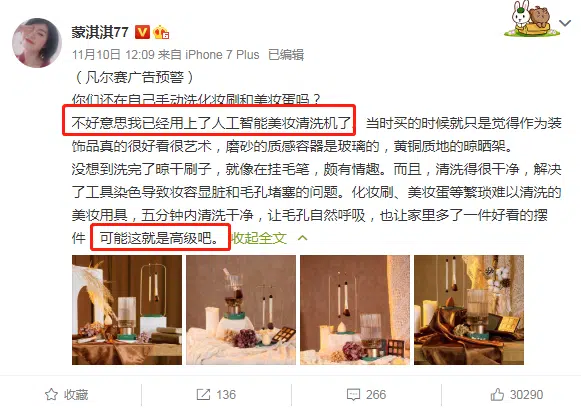 蒙淇淇77
11月10日 12:09 来自 iPhone 7 Plus 已编辑
（凡尔赛广告预警）
你们还在自己手动洗化妆刷和美妆蛋吗？
不好意思我已经用上了人工智能美妆清洗机了 当时买的时候就只是觉得作为装
饰品真的很好看很艺术，磨砂的质感容器是玻璃的，黄铜质地的晾晒架。
没想到洗完了晾干刷子，就像在挂毛笔，颇有情趣。而且，清洗得很干净，解决
了工具染色导致妆容显脏和毛孔堵塞的问题。化妆刷、美妆蛋等繁琐难以清洗的
美妆用具，五分钟内清洗干净，让毛孔自然呼吸，也让家里多了一件好看的摆
件 可能这就是高级吧。 收起全文
收藏 136 266 30290